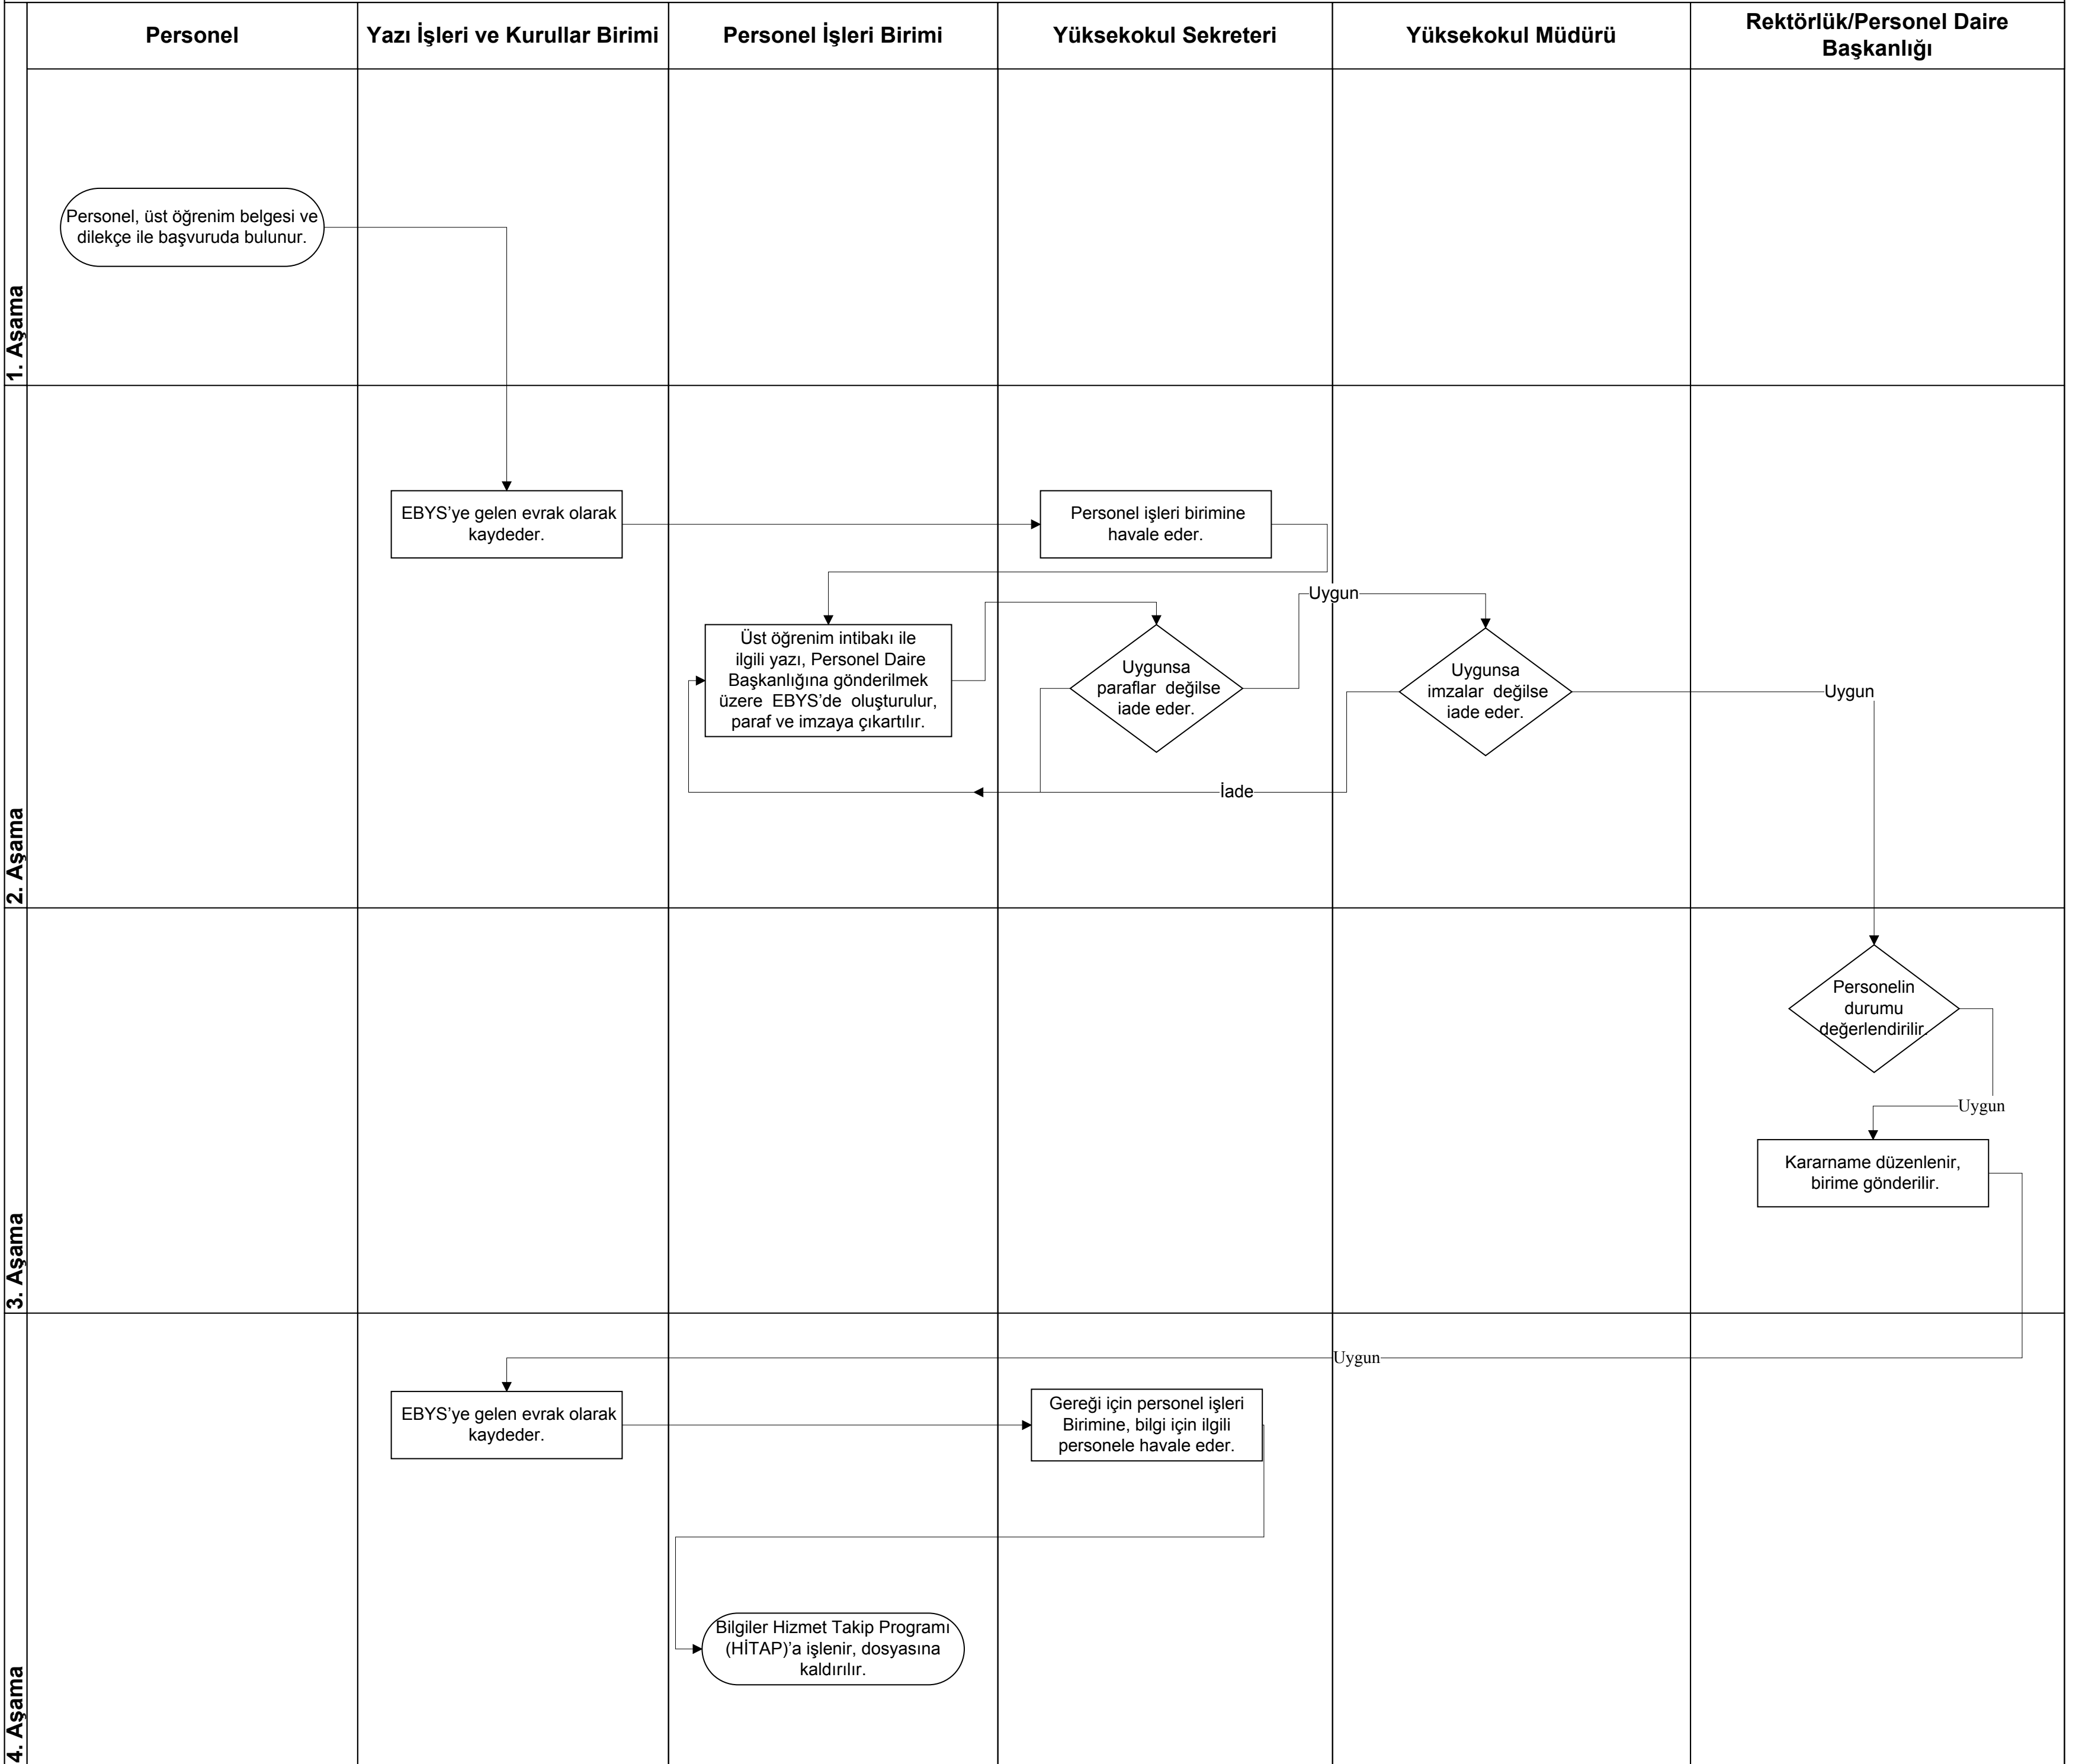 Personel
Yazı İşleri ve Kurullar Birimi
Personel İşleri Birimi
Yüksekokul Sekreteri
Yüksekokul Müdürü
Rektörlük/Personel Daire
Başkanlığı
1. Aşama
Personel, üst öğrenim belgesi ve
dilekçe ile başvuruda bulunur.
2. Aşama
EBYS’ye gelen evrak olarak
kaydeder.
Personel işleri birimine
havale eder.
Üst öğrenim intibakı ile
ilgili yazı, Personel Daire
Başkanlığına gönderilmek
üzere EBYS’de oluşturulur,
paraf ve imzaya çıkartılır.
Uygunsa
paraflar değilse
iade eder.
Uygun
Uygunsa
imzalar değilse
iade eder.
Uygun
İade
3. Aşama
Personelin
durumu
değerlendirilir.
Uygun
Kararname düzenlenir,
birime gönderilir.
4. Aşama
Uygun
EBYS’ye gelen evrak olarak
kaydeder.
Gereği için personel işleri
Birimine, bilgi için ilgili
personele havale eder.
Bilgiler Hizmet Takip Programı
(HİTAP)’a işlenir, dosyasına
kaldırılır.